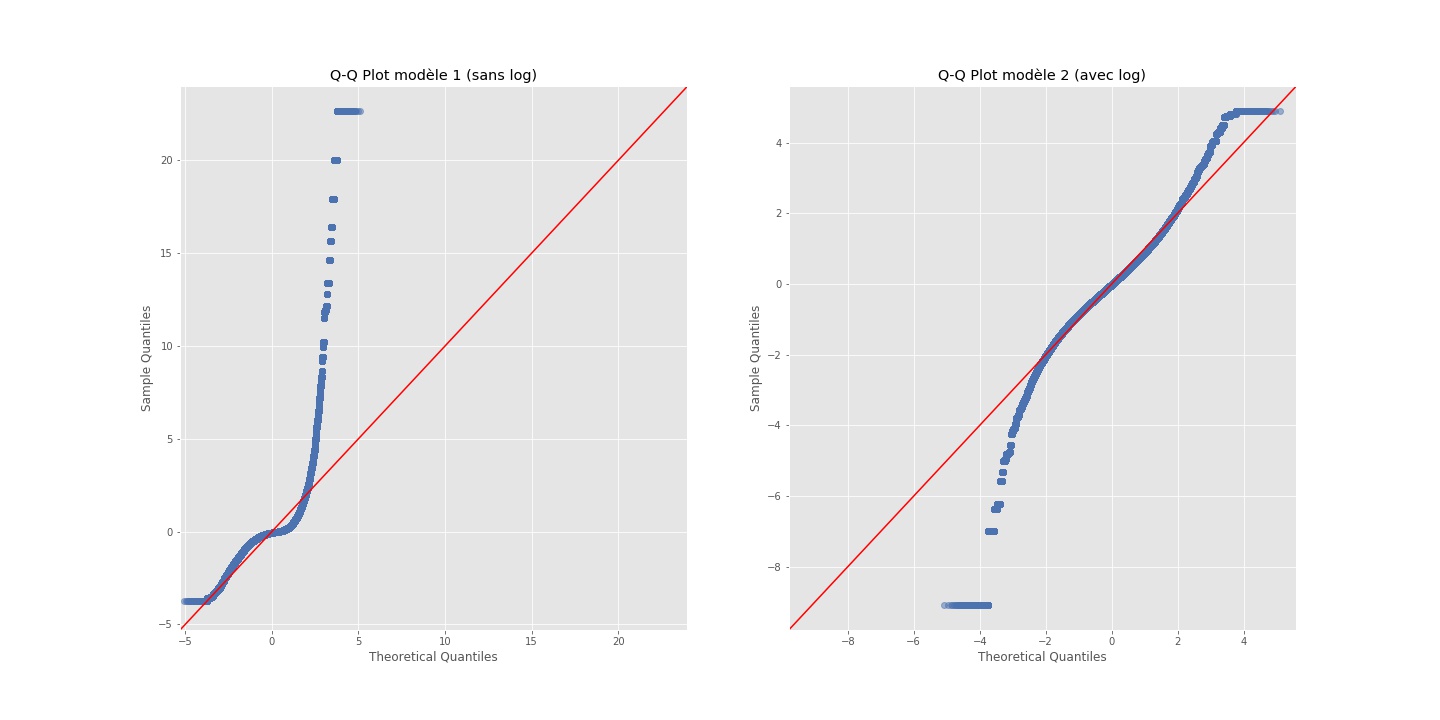 Q-Q Plot modèle 1 (sans log)
Sample Quantiles
20
15
10
5
0
−5
−5 0 5 10 15 20
Theoretical Quantiles
Q-Q Plot modèle 2 (avec log)
Sample Quantiles
4
2
0
−2
−4
−6
−8
−8 −6 −4 −2 0 2 4
Theoretical Quantiles